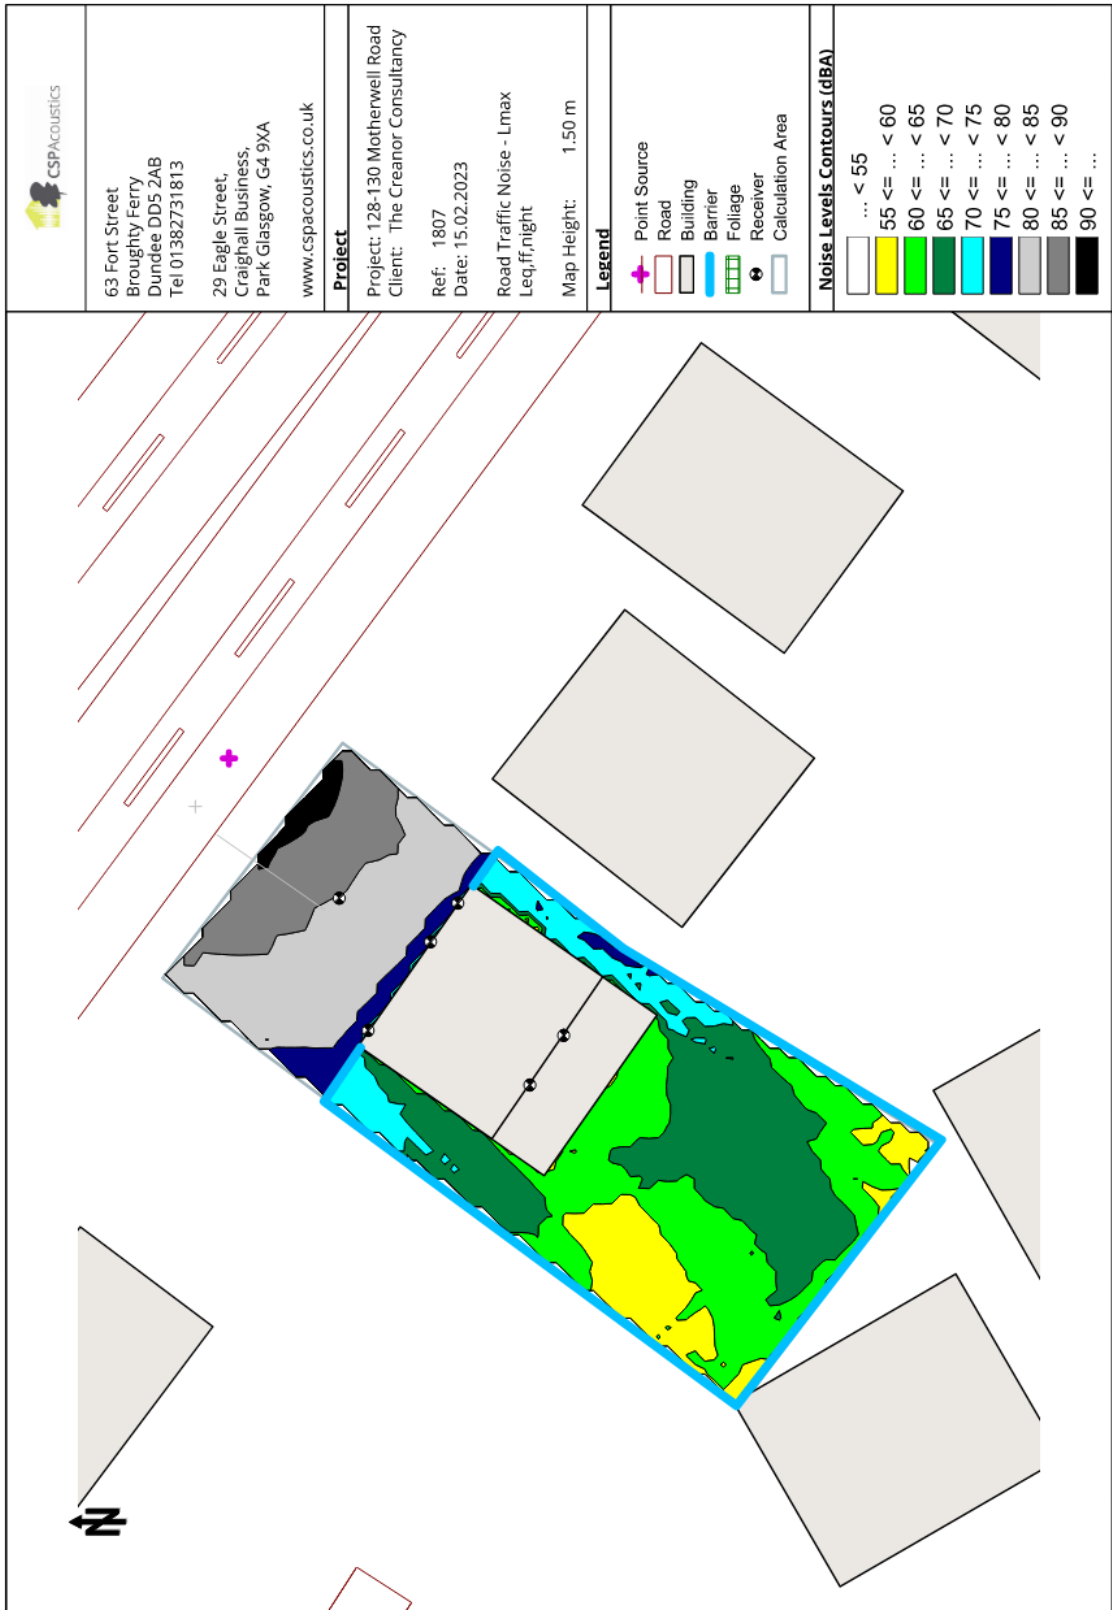 CSPAcoustics
63 Fort Street
Broughty Ferry
Dundee DD5 2AB
Tel 01382731813
29 Eagle Street,
Craighall Business,
Park Glasgow, G4 9XA
www.cspacoustics.co.uk
Project
Project: 128-130 Motherwell Road
Client: The Creanor Consultancy
Ref: 1807
Date: 15.02.2023
Road Traffic Noise - Lmax
Leq,ff,night
Map Height: 1.50 m
Legend
Point Source
Road
Building
Barrier
Foliage
Receiver
Calculation Area
Noise Levels Contours (dBA)
... < 55
55 <= ... < 60
60 <= ... < 65
65 <= ... < 70
70 <= ... < 75
75 <= ... < 80
80 <= ... < 85
85 <= ... < 90
90 <= ...
N